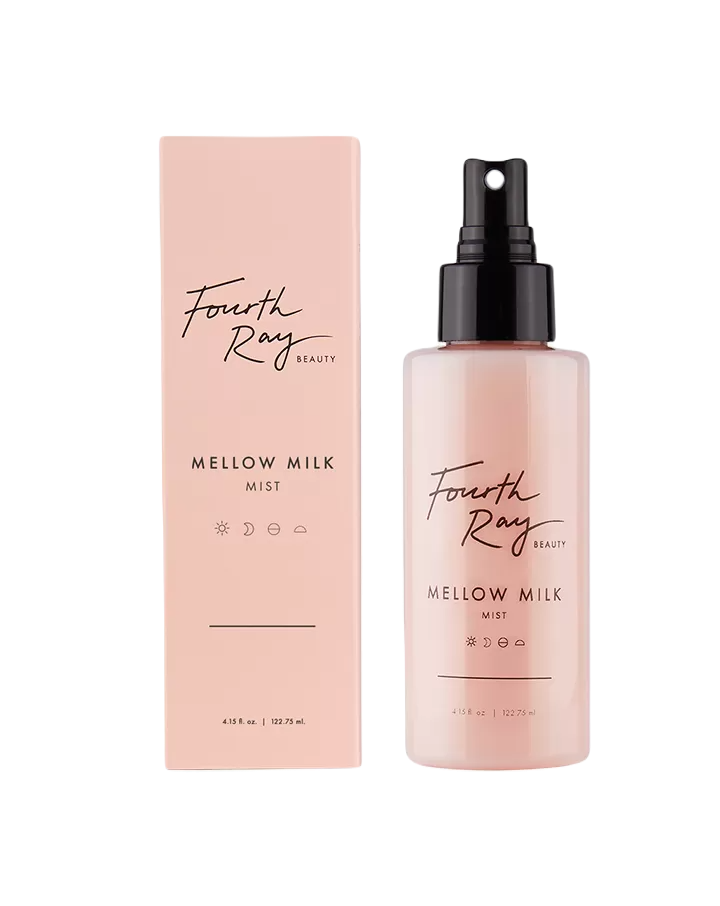 Fourth
Ray BEAUTY
MELLOW MILK
MIST
4.15 fl. oz. | 122.75 ml.
Fourth
Ray BEAUTY
MELLOW MILK
MIST
4.15 fl. oz. | 122.75 ml.